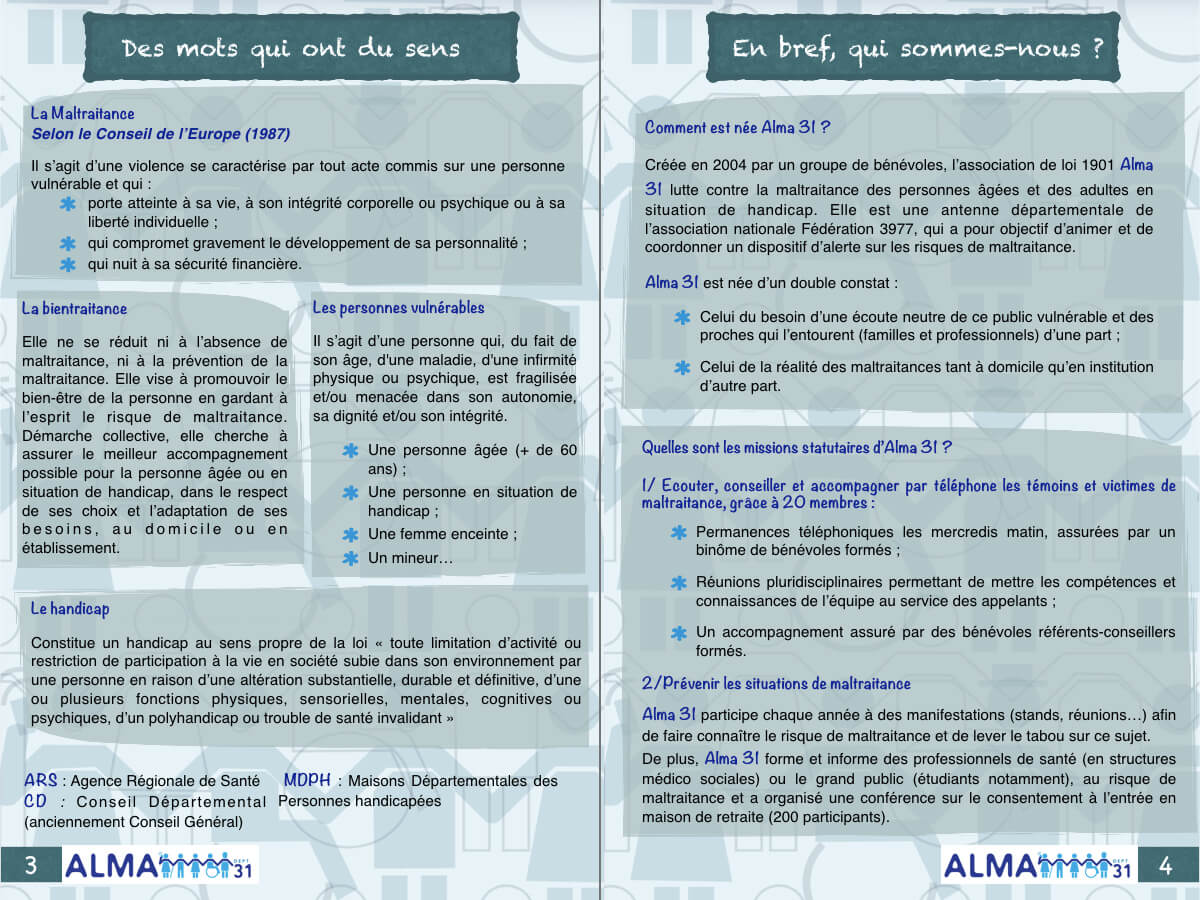 Des mots qui ont du sens
La Maltraitance
Selon le Conseil de l'Europe (1987)
Il s'agit d'une violence se caractérise par tout acte commis sur une personne
vulnérable et qui :
porte atteinte à sa vie, à son intégrité corporelle ou psychique ou à sa
liberté individuelle ;
qui compromet gravement le développement de sa personnalité ;
qui nuit à sa sécurité financière.
La bientraitance
Elle ne se réduit ni à l'absence de
maltraitance, ni à la prévention de la
maltraitance. Elle vise à promouvoir le
bien-être de la personne en gardant à
l'esprit le risque de maltraitance.
Démarche collective, elle cherche à
assurer le meilleur accompagnement
possible pour la personne âgée ou en
situation de handicap, dans le respect
de ses choix et l'adaptation de ses
besoins, au domicile ou en
établissement.
Les personnes vulnérables
Il s'agit d'une personne qui, du fait de
son âge, d'une maladie, d'une infirmité
physique ou psychique, est fragilisée
et/ou menacée dans son autonomie,
sa dignité et/ou son intégrité.
Une personne âgée (+ de 60
ans) ;
Une personne en situation de
handicap ;
Une femme enceinte ;
Un mineur…
Le handicap
Constitue un handicap au sens propre de la loi « toute limitation d'activité ou
restriction de participation à la vie en société subie dans son environnement par
une personne en raison d'une altération substantielle, durable et définitive, d'une
ou plusieurs fonctions physiques, sensorielles, mentales, cognitives ou
psychiques, d'un polyhandicap ou trouble de santé invalidant »
ARS : Agence Régionale de Santé
CD : Conseil Départemental
(anciennement Conseil Général)
MDPH : Maisons Départementales des
Personnes handicapées
3
ALMA
DEPT
31
En bref, qui sommes-nous ?
Comment est née Alma 31 ?
Créée en 2004 par un groupe de bénévoles, l'association de loi 1901 Alma
31 lutte contre la maltraitance des personnes âgées et des adultes en
situation de handicap. Elle est une antenne départementale de
l'association nationale Fédération 3977, qui a pour objectif d'animer et de
coordonner un dispositif d'alerte sur les risques de maltraitance.
Alma 31 est née d'un double constat :
Celui du besoin d'une écoute neutre de ce public vulnérable et des
proches qui l'entourent (familles et professionnels) d'une part ;
Celui de la réalité des maltraitances tant à domicile qu'en institution
d'autre part.
Quelles sont les missions statutaires d'Alma 31 ?
1/ Ecouter, conseiller et accompagner par téléphone les témoins et victimes de
maltraitance, grâce à 20 membres :
Permanences téléphoniques les mercredis matin, assurées par un
binôme de bénévoles formés ;
Réunions pluridisciplinaires permettant de mettre les compétences et
connaissances de l'équipe au service des appelants ;
Un accompagnement assuré par des bénévoles référents-conseillers
formés.
2/Prévenir les situations de maltraitance
Alma 31 participe chaque année à des manifestations (stands, réunions…) afin
de faire connaître le risque de maltraitance et de lever le tabou sur ce sujet.
De plus, Alma 31 forme et informe des professionnels de santé (en structures
médico sociales) ou le grand public (étudiants notamment), au risque de
maltraitance et a organisé une conférence sur le consentement à l'entrée en
maison de retraite (200 participants).
ALMA
DEPT
31
4